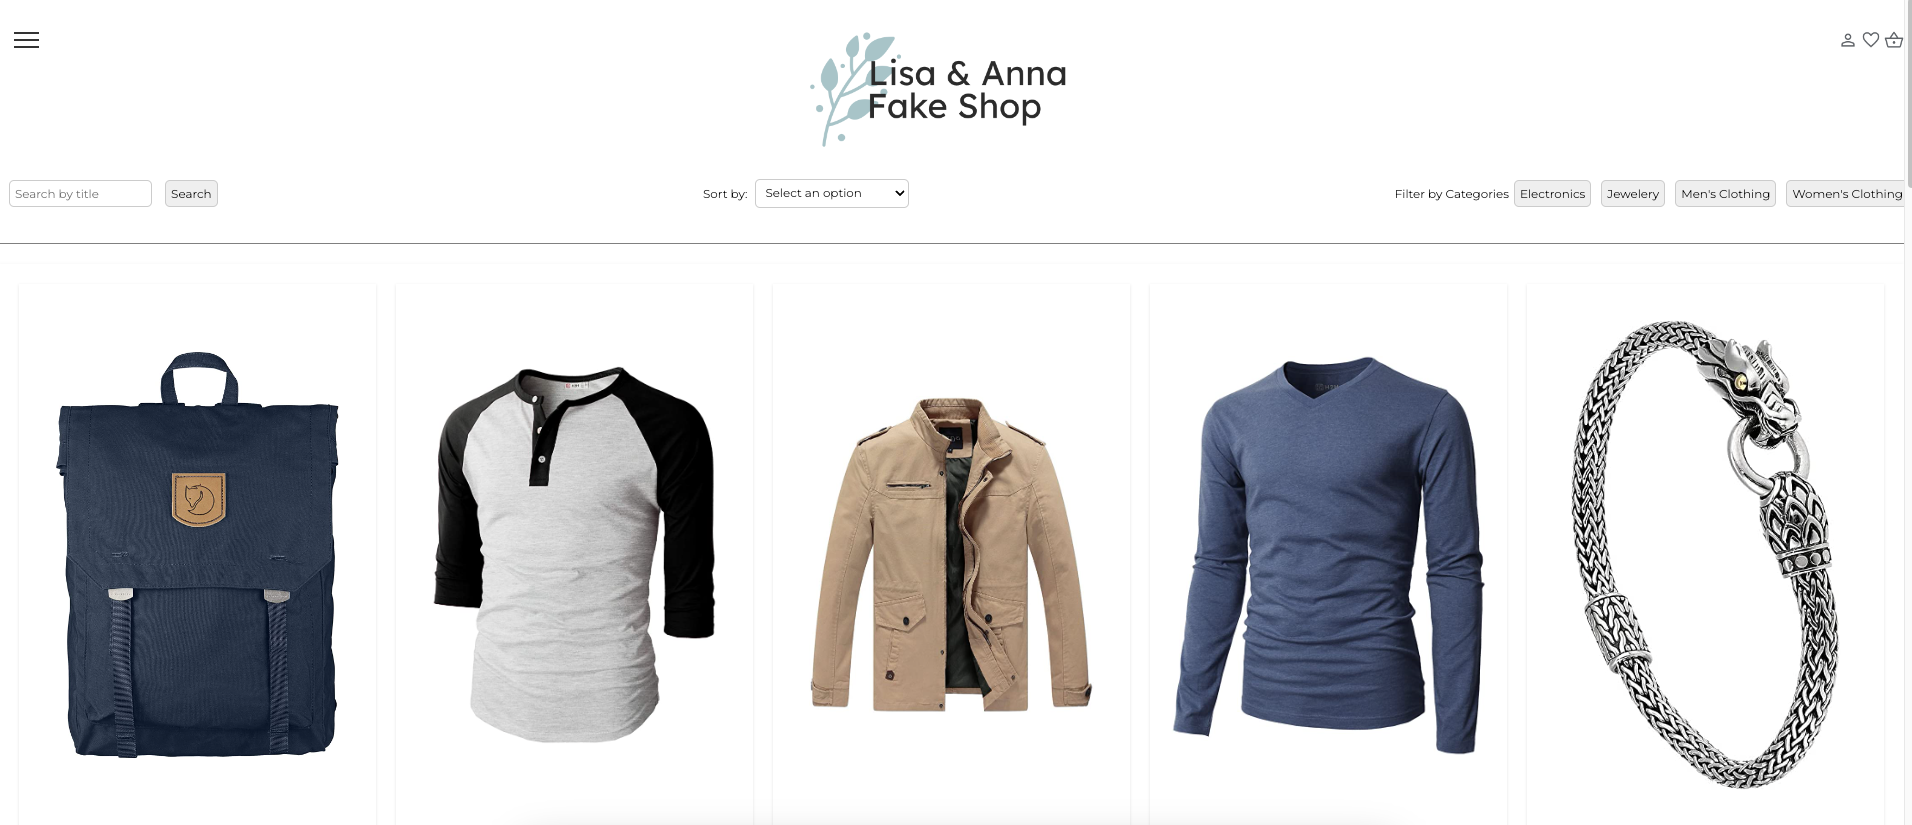 Lisa & Anna
Fake Shop
Search by title
Search
Sort by:
Select an option
Filter by Categories
Electronics
Jewelery
Men's Clothing
Women's Clothing